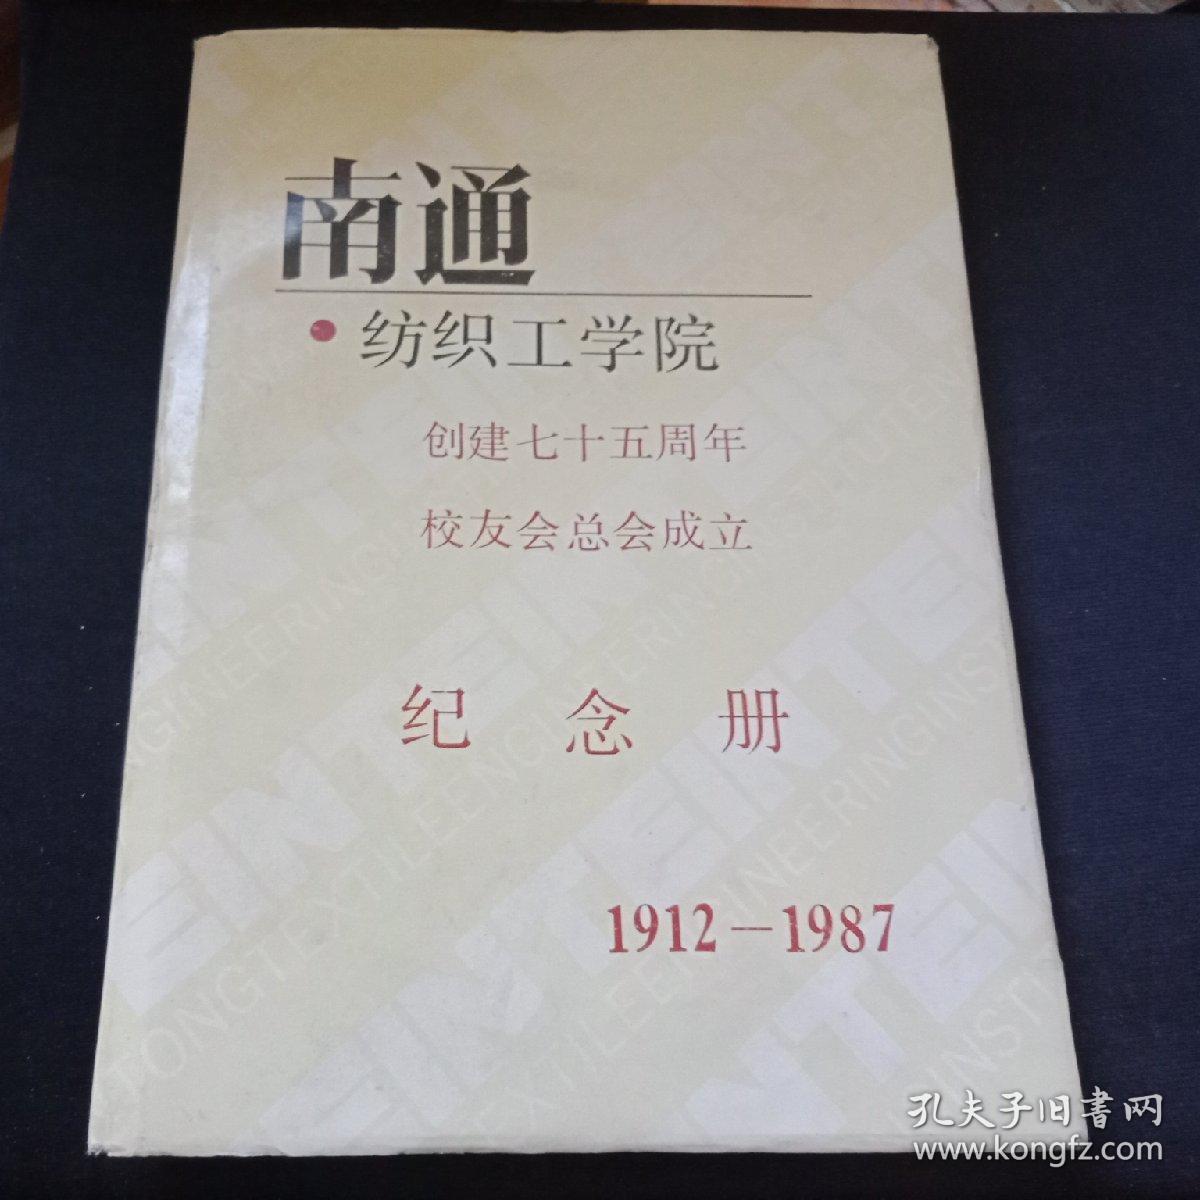 南通
·纺织工学院
创建七十五周年
校友会总会成立
纪念册
1912—1987
孔夫子旧书网
www.kongfz.com